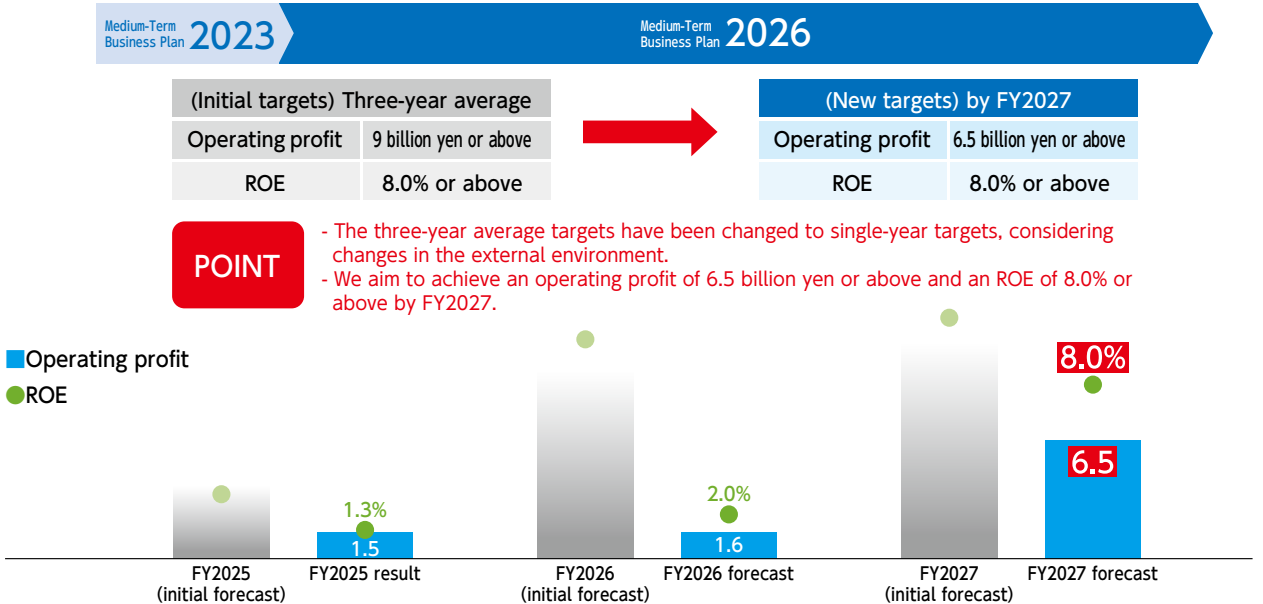 Medium-Term
Business Plan 2023
Medium-Term
Business Plan 2026
(Initial targets) Three-year average
Operating profit 9 billion yen or above
ROE 8.0% or above
(New targets) by FY2027
Operating profit 6.5 billion yen or above
ROE 8.0% or above
POINT
- The three-year average targets have been changed to single-year targets, considering
changes in the external environment.
- We aim to achieve an operating profit of 6.5 billion yen or above and an ROE of 8.0% or
above by FY2027.
Operating profit
ROE
1.3%
1.5
2.0%
1.6
8.0%
6.5
FY2025
(initial forecast)
FY2025 result
FY2026
(initial forecast)
FY2026 forecast
FY2027
(initial forecast)
FY2027 forecast